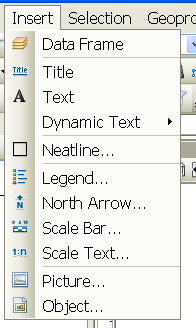 Insert Selection Geopro
Data Frame
Title Title
A Text
Dynamic Text
Neatline...
Legend...
N North Arrow...
Scale Bar...
1:n Scale Text...
Picture...
Object...